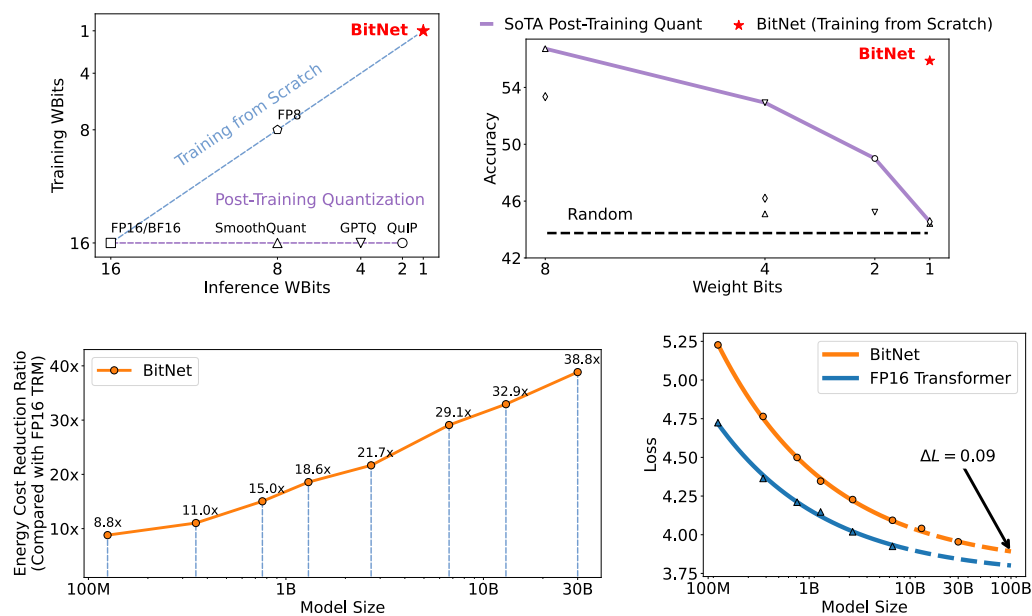 1
4
8
16
Training WBits
BitNet
FP8
Training from Scratch
Post-Training Quantization
FP16/BF16
SmoothQuant
GPTQ
QuIP
16
8
4
2
1
Inference WBits
SoTA Post-Training Quant
BitNet (Training from Scratch)
54
50
46
42
Accuracy
BitNet
Random
8
4
2
1
Weight Bits
40x
30x
20x
10x
Energy Cost Reduction Ratio
(Compared with FP16 TRM)
BitNet
8.8x
11.0x
15.0x
18.6x
21.7x
29.1x
32.9x
38.8x
100M
1B
10B
30B
Model Size
5.25
5.00
4.75
4.50
4.25
4.00
3.75
Loss
BitNet
FP16 Transformer
ΔL = 0.09
100M
1B
10B
30B
100B
Model Size